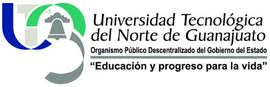 Universidad Tecnológica
del Norte de Guanajuato
Organismo Público Descentralizado del Gobierno del Estado
"Educación y progreso para la vida"